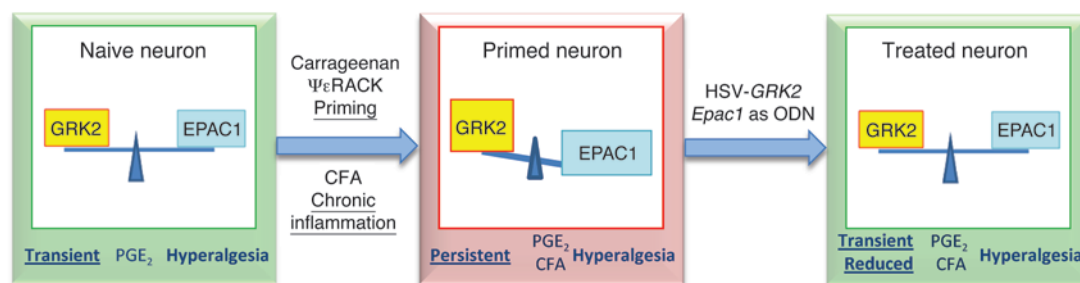 Naive neuron
GRK2
EPAC1
Transient PGE₂ Hyperalgesia
Carrageenan
ΨεRACK
Priming
CFA
Chronic
inflammation
Primed neuron
GRK2
EPAC1
Persistent PGE₂ CFA Hyperalgesia
HSV-GRK2
Epac1 as ODN
Treated neuron
GRK2
EPAC1
Transient Reduced PGE₂ CFA Hyperalgesia